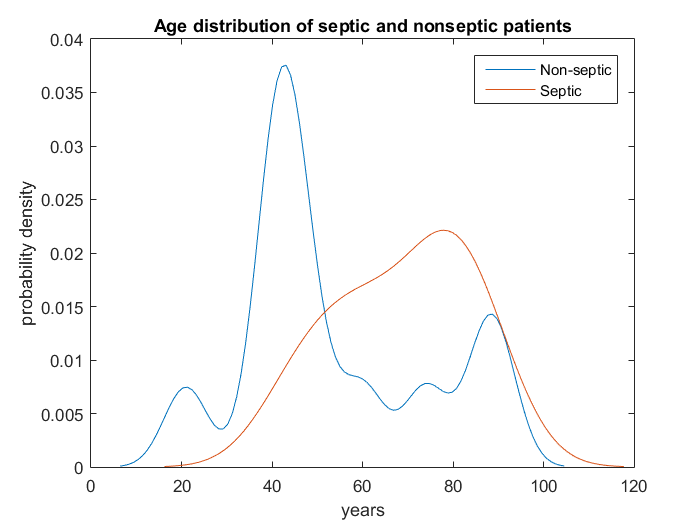 Age distribution of septic and nonseptic patients
0.04
0.035
0.03
0.025
0.02
0.015
0.01
0.005
0
probability density
Non-septic
Septic
0 20 40 60 80 100 120
years